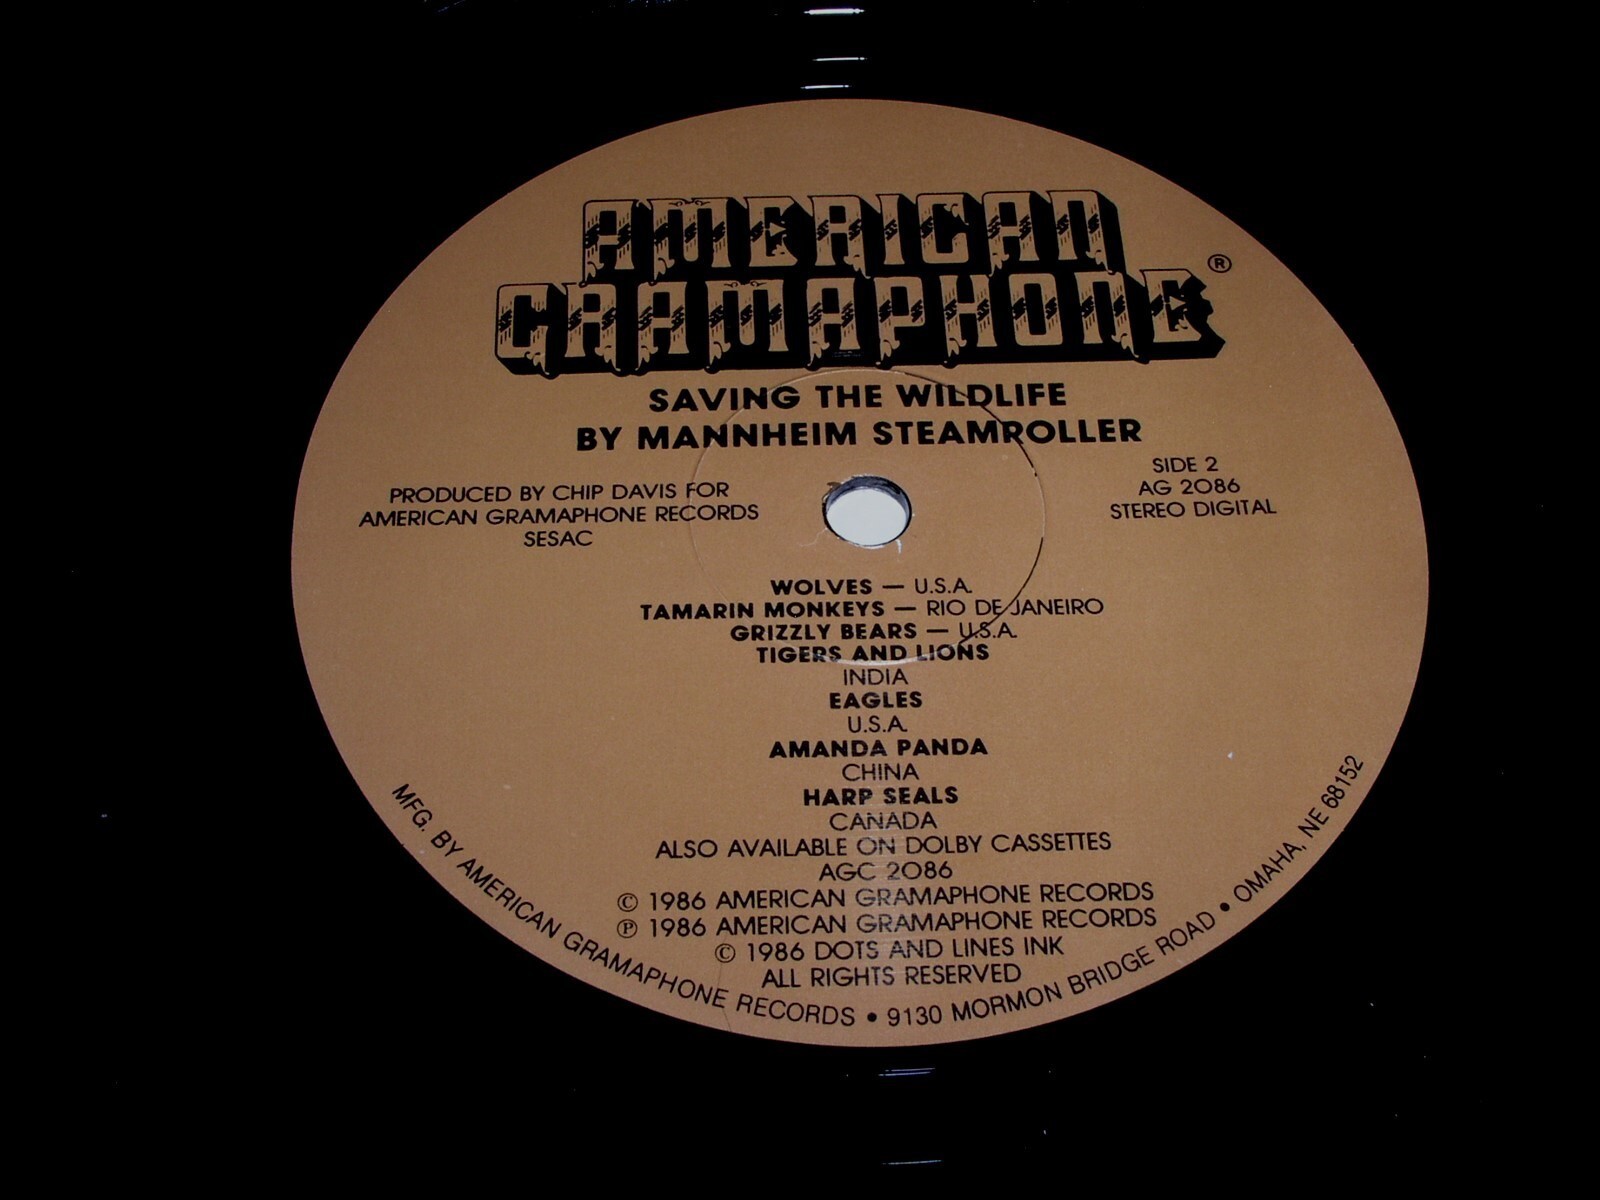 AMERICAN
GRAMAPHONE ®
SAVING THE WILDLIFE
BY MANNHEIM STEAMROLLER
PRODUCED BY CHIP DAVIS FOR
AMERICAN GRAMAPHONE RECORDS
SESAC
SIDE 2
AG 2086
STEREO DIGITAL
WOLVES — U.S.A.
TAMARIN MONKEYS — RIO DE JANEIRO
GRIZZLY BEARS — U.S.A.
TIGERS AND LIONS
INDIA
EAGLES
U.S.A.
AMANDA PANDA
CHINA
HARP SEALS
CANADA
ALSO AVAILABLE ON DOLBY CASSETTES
AGC 2086
© 1986 AMERICAN GRAMAPHONE RECORDS
℗ 1986 AMERICAN GRAMAPHONE RECORDS
© 1986 DOTS AND LINES INK
ALL RIGHTS RESERVED
MFG. BY AMERICAN GRAMAPHONE RECORDS • 9130 MORMON BRIDGE ROAD • OMAHA, NE 68152